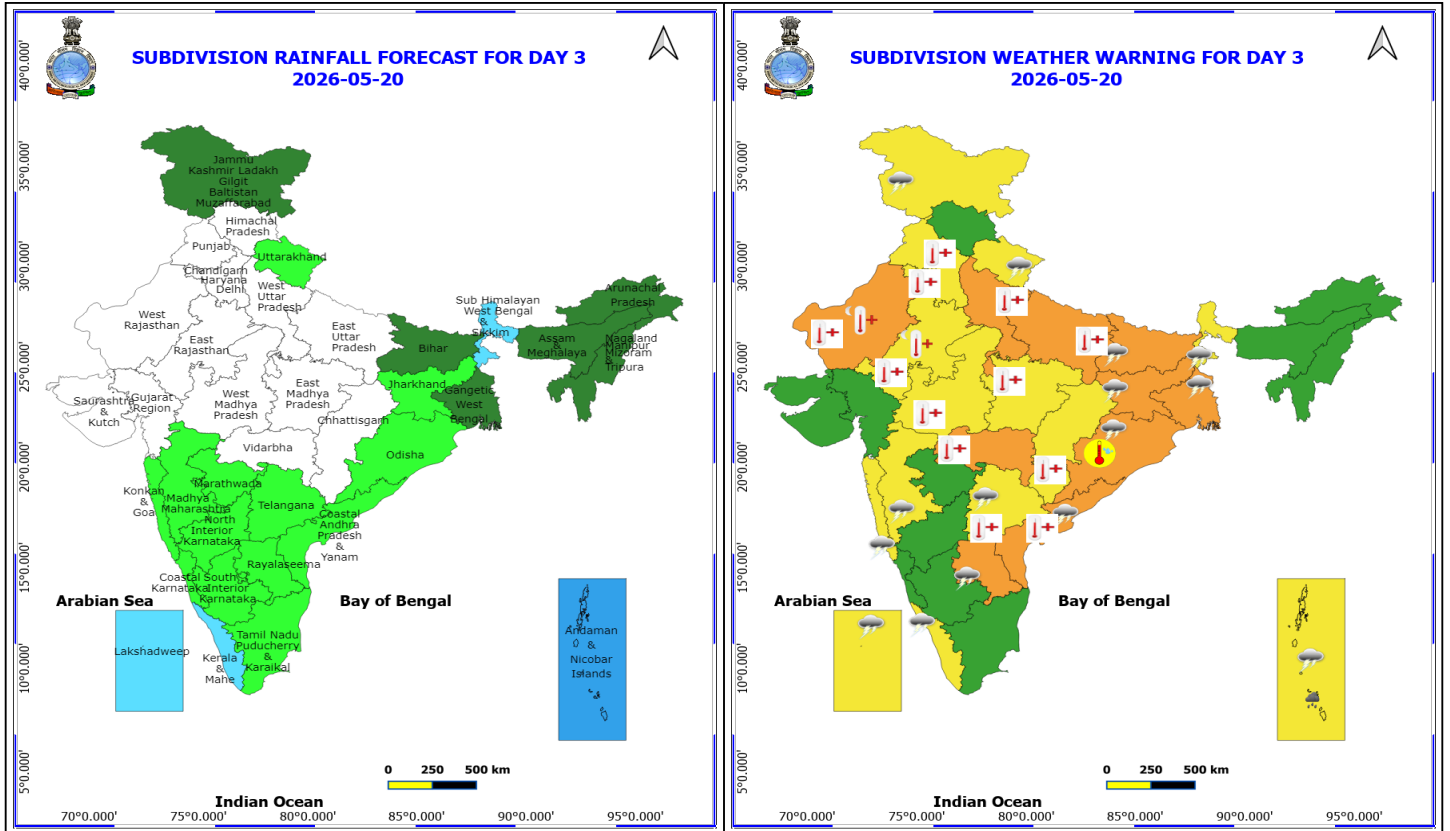 SUBDIVISION RAINFALL FORECAST FOR DAY 3
2026-05-20
40°0.000'
35°0.000'
30°0.000'
25°0.000'
20°0.000'
15°0.000'
10°0.000'
5°0.000'
Jammu
Kashmir Ladakh
Gilgit
Baltistan
Muzaffarabad
Himachal
Pradesh
Punjab
Uttarakhand
Chandigarh
Haryana
Delhi
West
Uttar
Pradesh
West
Rajasthan
East
Rajasthan
East
Uttar
Pradesh
Sub Himalayan
West Bengal
&
Sikkim
Arunachal
Pradesh
Assam
&
Meghalaya
Nagaland
Manipur
Mizoram
&
Tripura
Bihar
Jharkhand
Gangetic
West
Bengal
Saurashtra
&
Kutch
Gujarat
Region
West
Madhya
Pradesh
East
Madhya
Pradesh
Chhattisgarh
Vidarbha
Odisha
Konkan
&
Goa
Marathwada
Madhya
Maharashtra
Telangana
North
Interior
Karnataka
Coastal
Andhra
Pradesh
&
Yanam
Rayalaseema
Coastal
Karnataka
South
Interior
Karnataka
Tamil Nadu
Puducherry
&
Karaikal
Kerala
&
Mahe
Lakshadweep
Andaman
&
Nicobar
Islands
Arabian Sea
Bay of Bengal
Indian Ocean
0 250 500 km
70°0.000' 75°0.000' 80°0.000' 85°0.000' 90°0.000' 95°0.000'
SUBDIVISION WEATHER WARNING FOR DAY 3
2026-05-20
40°0.000'
35°0.000'
30°0.000'
25°0.000'
20°0.000'
15°0.000'
10°0.000'
5°0.000'
Arabian Sea
Bay of Bengal
Indian Ocean
0 250 500 km
70°0.000' 75°0.000' 80°0.000' 85°0.000' 90°0.000' 95°0.000'